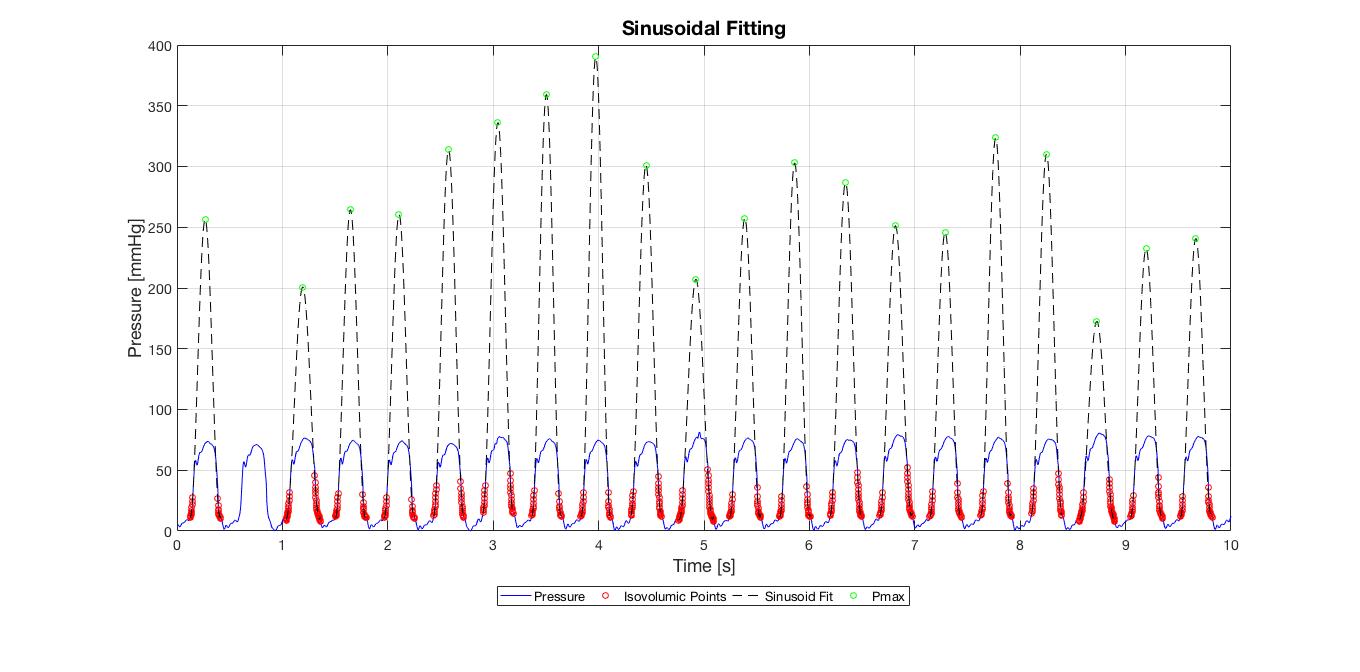 Sinusoidal Fitting
400
350
300
250
200
150
100
50
0
Pressure [mmHg]
0 1 2 3 4 5 6 7 8 9 10
Time [s]
Pressure Isovolumic Points Sinusoid Fit Pmax